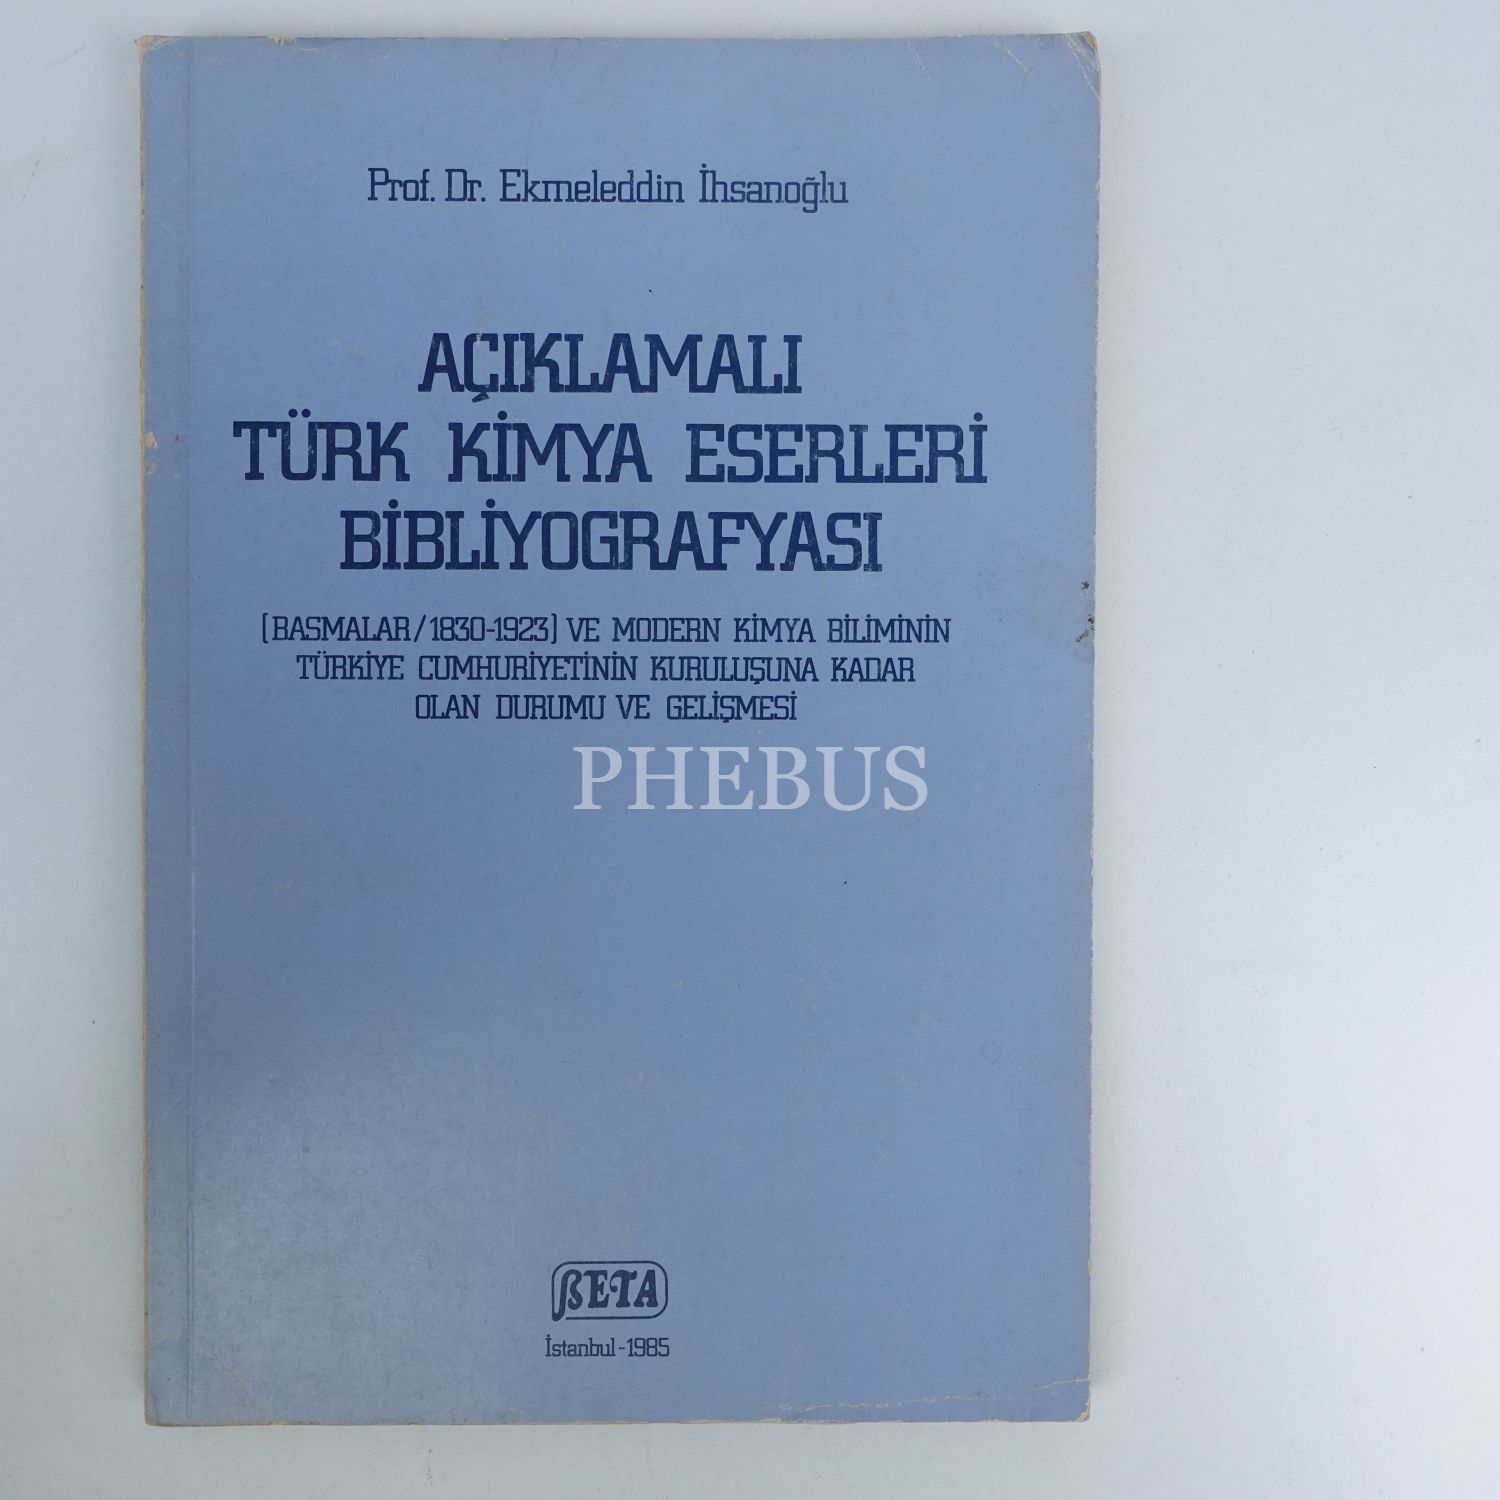 Prof. Dr. Ekmeleddin İhsanoğlu
AÇIKLAMALI
TÜRK KİMYA ESERLERİ
BİBLİYOGRAFYASI
(BASMALAR/1830-1923) VE MODERN KİMYA BİLİMİNİN
TÜRKİYE CUMHURİYETİNİN KURULUŞUNA KADAR
OLAN DURUMU VE GELİŞMESİ
PHEBUS
BETA
İstanbul-1985